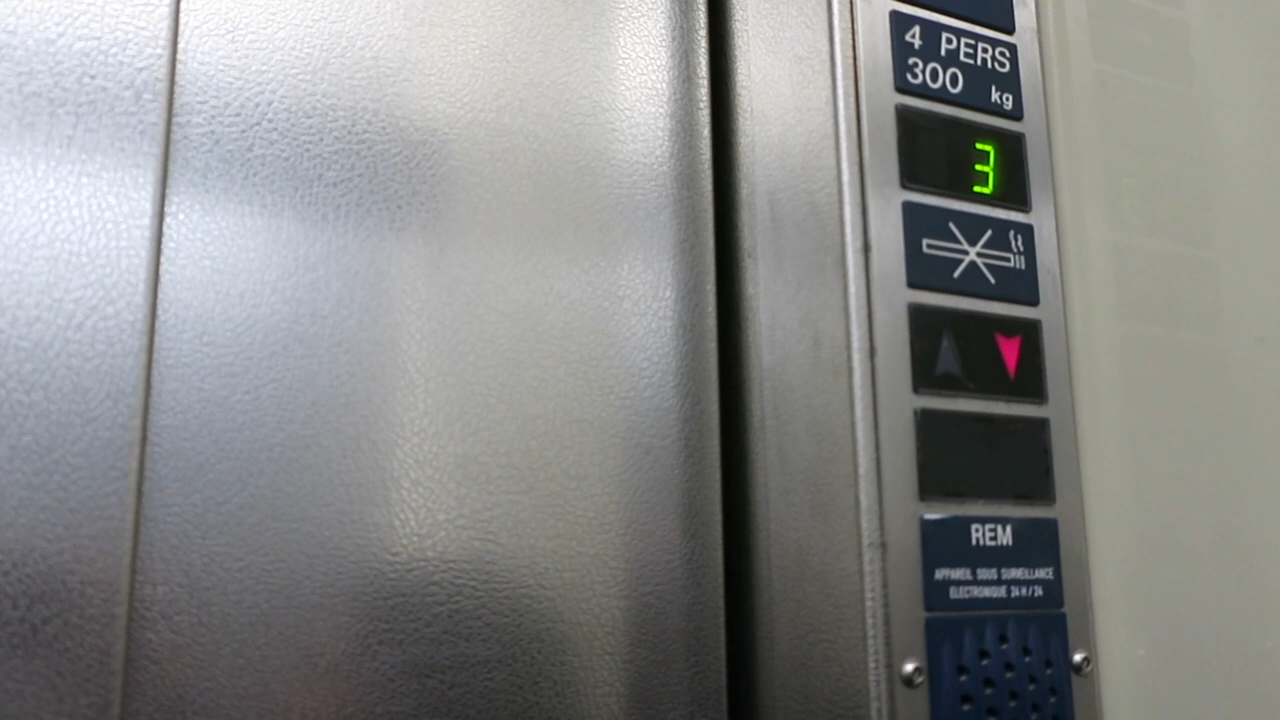 4 PERS
300 kg
3
REM
APPAREIL SOUS SURVEILLANCE
ELECTRONIQUE 24 H / 24